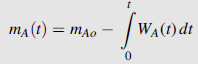 m_A(t) = m_{Ao} − ∫_0^t W_A(t) dt